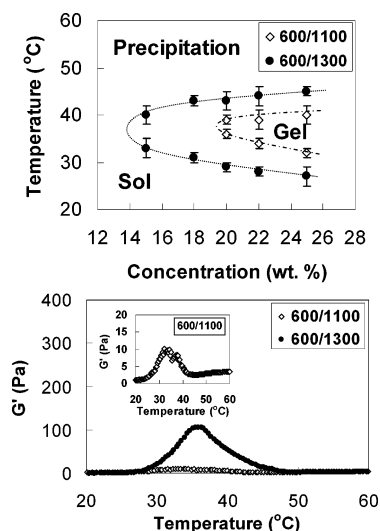 Precipitation
◇ 600/1100
● 600/1300
Gel
Sol
Temperature (°C)
60
50
40
30
20
12 14 16 18 20 22 24 26 28
Concentration (wt. %)
G' (Pa)
400
300
200
100
0
20 30 40 50 60
Temperature (°C)
◇ 600/1100
● 600/1300
600/1100
G' (Pa)
20
15
10
5
0
20 30 40 50 60
Temperature (°C)